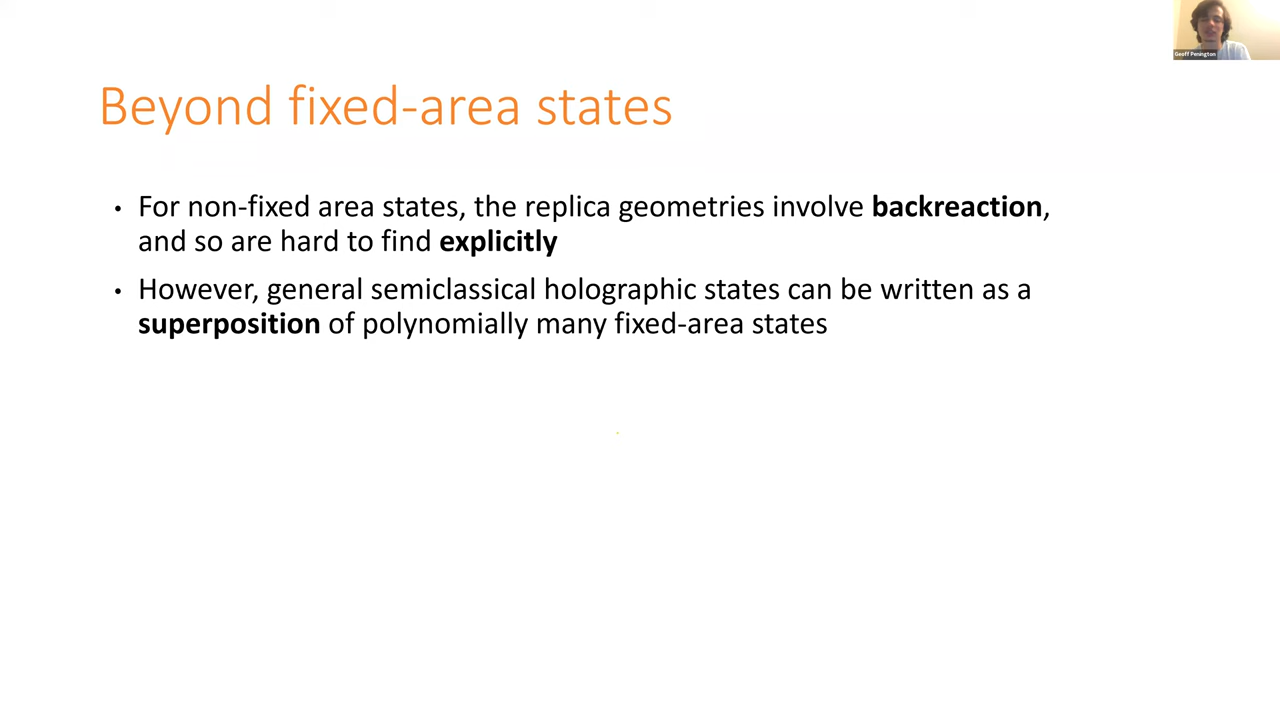 Geoff Penington
Beyond fixed-area states
• For non-fixed area states, the replica geometries involve backreaction,
and so are hard to find explicitly
• However, general semiclassical holographic states can be written as a
superposition of polynomially many fixed-area states